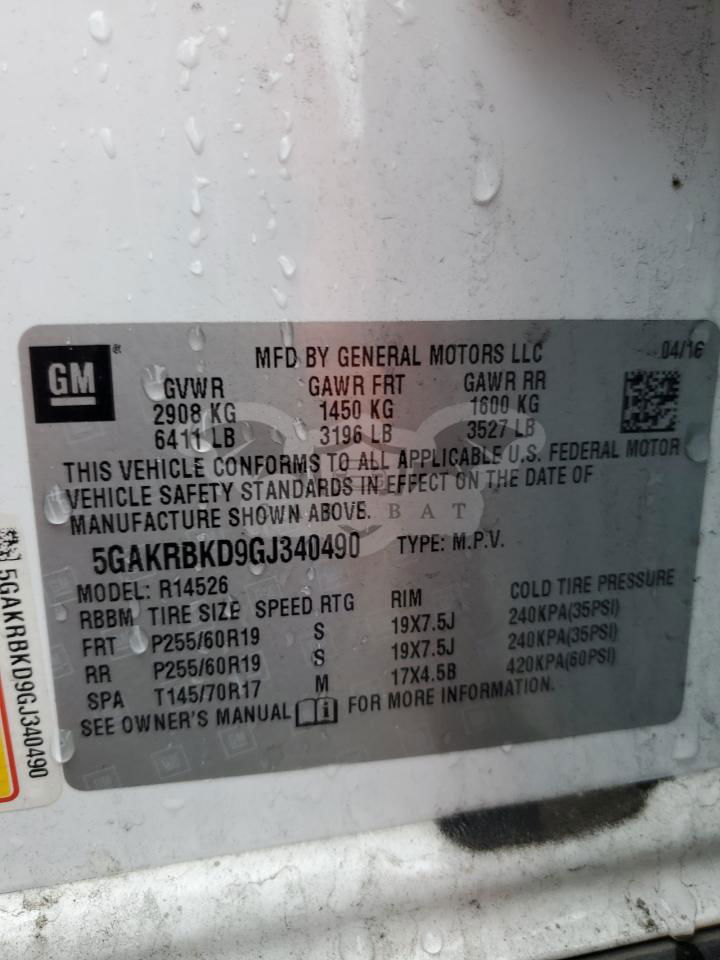 GM®
MFD BY GENERAL MOTORS LLC 04/16
GVWR GAWR FRT GAWR RR
2908 KG 1450 KG 1600 KG
6411 LB 3196 LB 3527 LB
THIS VEHICLE CONFORMS TO ALL APPLICABLE U.S. FEDERAL MOTOR
VEHICLE SAFETY STANDARDS IN EFFECT ON THE DATE OF
MANUFACTURE SHOWN ABOVE.
BAT
5GAKRBKD9GJ340490 TYPE: M.P.V.
MODEL: R14526
RBBM TIRE SIZE SPEED RTG RIM COLD TIRE PRESSURE
FRT P255/60R19 S 19X7.5J 240KPA(35PSI)
RR P255/60R19 S 19X7.5J 240KPA(35PSI)
SPA T145/70R17 M 17X4.5B 420KPA(60PSI)
SEE OWNER'S MANUAL i FOR MORE INFORMATION.
5GAKRBKD9GJ340490